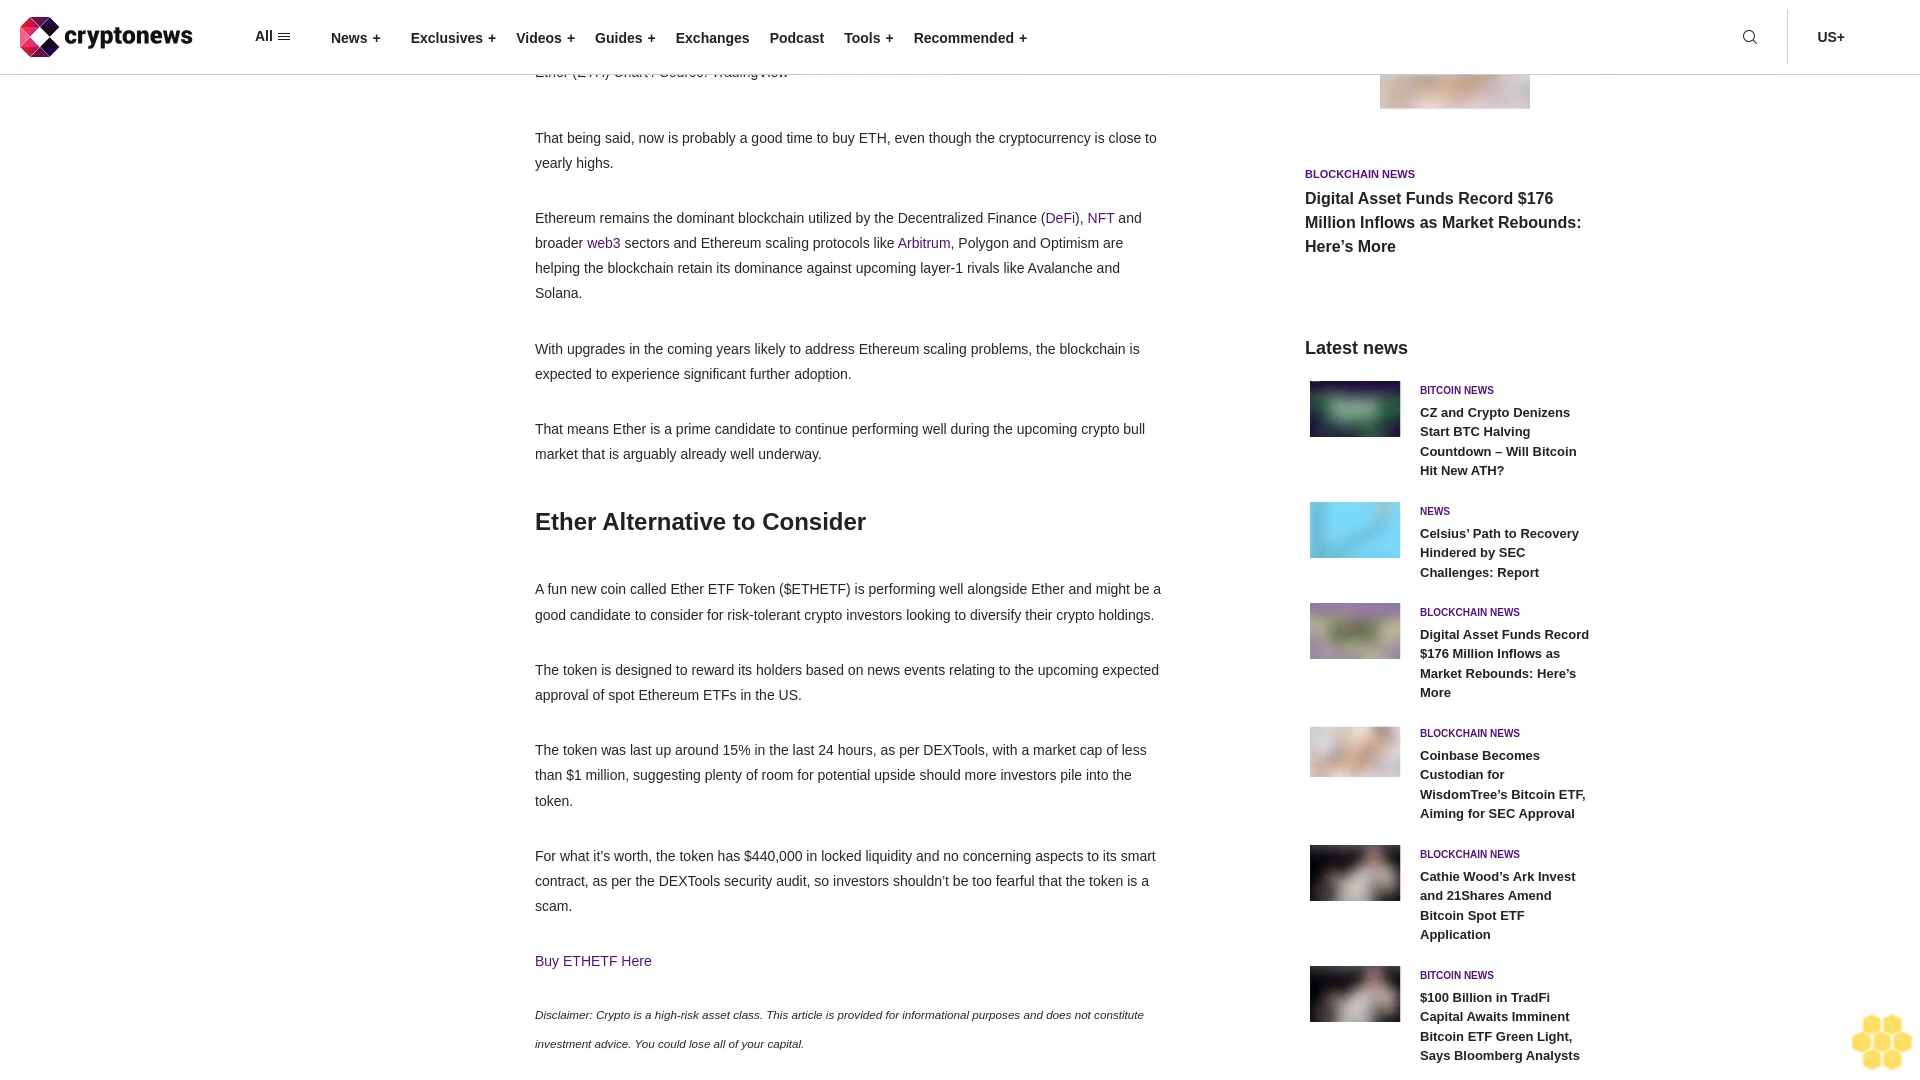 cryptonews
All
News +
Exclusives +
Videos +
Guides +
Exchanges
Podcast
Tools +
Recommended +
US+
Ether (ETH) Chart / Source: TradingView
That being said, now is probably a good time to buy ETH, even though the cryptocurrency is close to
yearly highs.
Ethereum remains the dominant blockchain utilized by the Decentralized Finance (DeFi), NFT and
broader web3 sectors and Ethereum scaling protocols like Arbitrum, Polygon and Optimism are
helping the blockchain retain its dominance against upcoming layer-1 rivals like Avalanche and
Solana.
With upgrades in the coming years likely to address Ethereum scaling problems, the blockchain is
expected to experience significant further adoption.
That means Ether is a prime candidate to continue performing well during the upcoming crypto bull
market that is arguably already well underway.
Ether Alternative to Consider
A fun new coin called Ether ETF Token ($ETHETF) is performing well alongside Ether and might be a
good candidate to consider for risk-tolerant crypto investors looking to diversify their crypto holdings.
The token is designed to reward its holders based on news events relating to the upcoming expected
approval of spot Ethereum ETFs in the US.
The token was last up around 15% in the last 24 hours, as per DEXTools, with a market cap of less
than $1 million, suggesting plenty of room for potential upside should more investors pile into the
token.
For what it’s worth, the token has $440,000 in locked liquidity and no concerning aspects to its smart
contract, as per the DEXTools security audit, so investors shouldn’t be too fearful that the token is a
scam.
Buy ETHETF Here
Disclaimer: Crypto is a high-risk asset class. This article is provided for informational purposes and does not constitute
investment advice. You could lose all of your capital.
BLOCKCHAIN NEWS
Digital Asset Funds Record $176
Million Inflows as Market Rebounds:
Here’s More
Latest news
BITCOIN NEWS
CZ and Crypto Denizens
Start BTC Halving
Countdown – Will Bitcoin
Hit New ATH?
NEWS
Celsius’ Path to Recovery
Hindered by SEC
Challenges: Report
BLOCKCHAIN NEWS
Digital Asset Funds Record
$176 Million Inflows as
Market Rebounds: Here’s
More
BLOCKCHAIN NEWS
Coinbase Becomes
Custodian for
WisdomTree’s Bitcoin ETF,
Aiming for SEC Approval
BLOCKCHAIN NEWS
Cathie Wood’s Ark Invest
and 21Shares Amend
Bitcoin Spot ETF
Application
BITCOIN NEWS
$100 Billion in TradFi
Capital Awaits Imminent
Bitcoin ETF Green Light,
Says Bloomberg Analysts